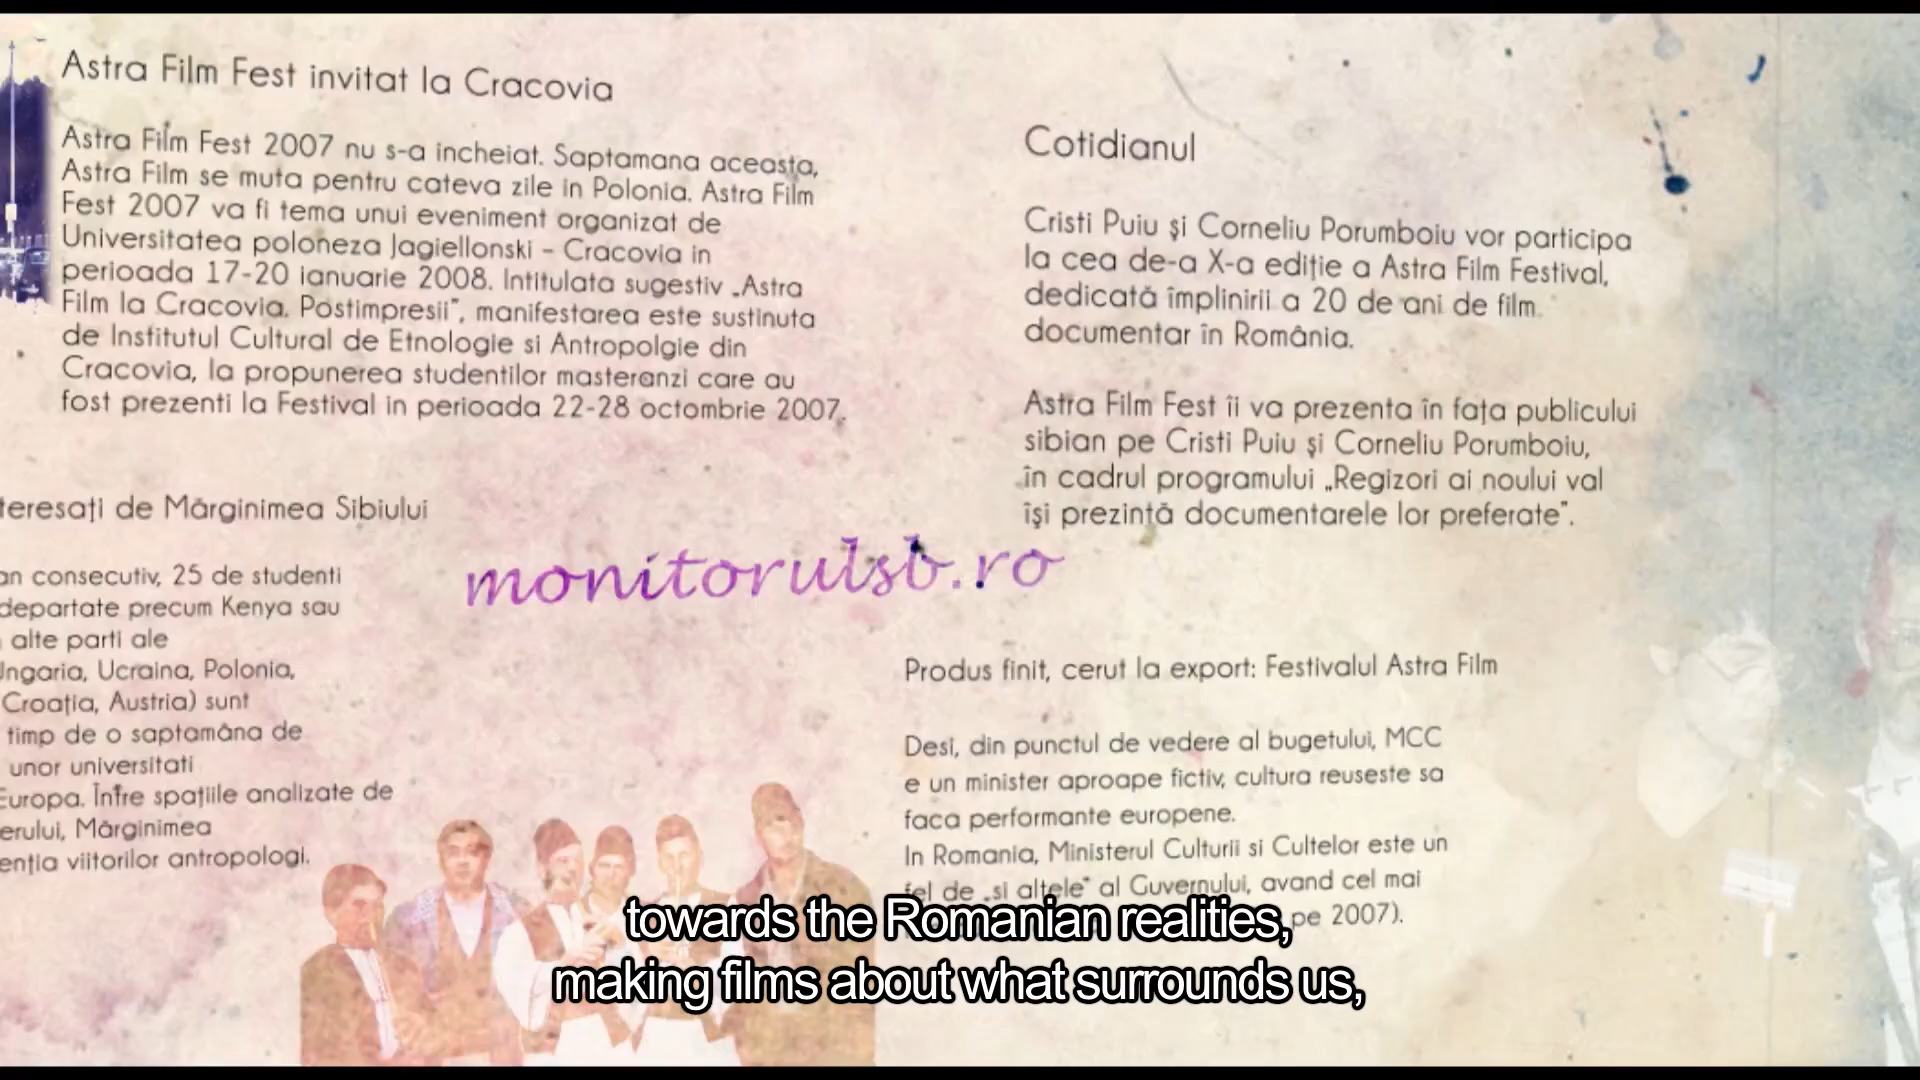 Astra Film Fest invitat la Cracovia
Astra Film Fest 2007 nu s-a incheiat. Saptamana aceasta,
Astra Film se muta pentru cateva zile in Polonia. Astra Film
Fest 2007 va fi tema unui eveniment organizat de
Universitatea poloneza Jagiellonski - Cracovia in
perioada 17-20 ianuarie 2008. Intitulata sugestiv „Astra
Film la Cracovia. Postimpresii”, manifestarea este sustinuta
de Institutul Cultural de Etnologie si Antropolgie din
Cracovia, la propunerea studentilor masteranzi care au
fost prezenti la Festival in perioada 22-28 octombrie 2007.
Cotidianul
Cristi Puiu şi Corneliu Porumboiu vor participa
la cea de-a X-a ediţie a Astra Film Festival,
dedicată împlinirii a 20 de ani de film
documentar în România.
Astra Film Fest îi va prezenta în faţa publicului
sibian pe Cristi Puiu şi Corneliu Porumboiu,
în cadrul programului „Regizori ai noului val
îşi prezintă documentarele lor preferate”.
teresaţi de Mărginimea Sibiului
an consecutiv, 25 de studenti
departate precum Kenya sau
alte parti ale
Ungaria, Ucraina, Polonia,
Croaţia, Austria) sunt
timp de o saptamâna de
unor universitati
Europa. Între spaţiile analizate de
erului, Mărginimea
enţia viitorilor antropologi.
monitorulsb.ro
Produs finit, cerut la export: Festivalul Astra Film
Desi, din punctul de vedere al bugetului, MCC
e un minister aproape fictiv, cultura reuseste sa
faca performante europene.
In Romania, Ministerul Culturii si Cultelor este un
fel de „si altele” al Guvernului, avand cel mai
pe 2007).
towards the Romanian realities,
making films about what surrounds us,